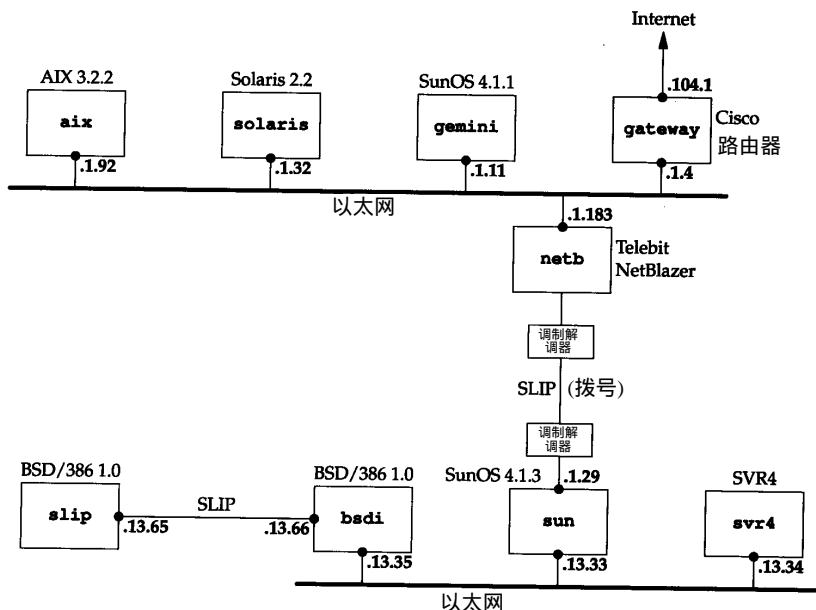 Internet
AIX 3.2.2
Solaris 2.2
SunOS 4.1.1
.104.1
aix
solaris
gemini
gateway
Cisco
路由器
.1.92
.1.32
.1.11
.1.4
以太网
.1.183
netb
Telebit
NetBlazer
调制解
调器
SLIP (拨号)
调制解
调器
BSD/386 1.0
BSD/386 1.0
SunOS 4.1.3
.1.29
SVR4
slip
SLIP
bsdi
sun
svr4
.13.65
.13.66
.13.35
.13.33
.13.34
以太网